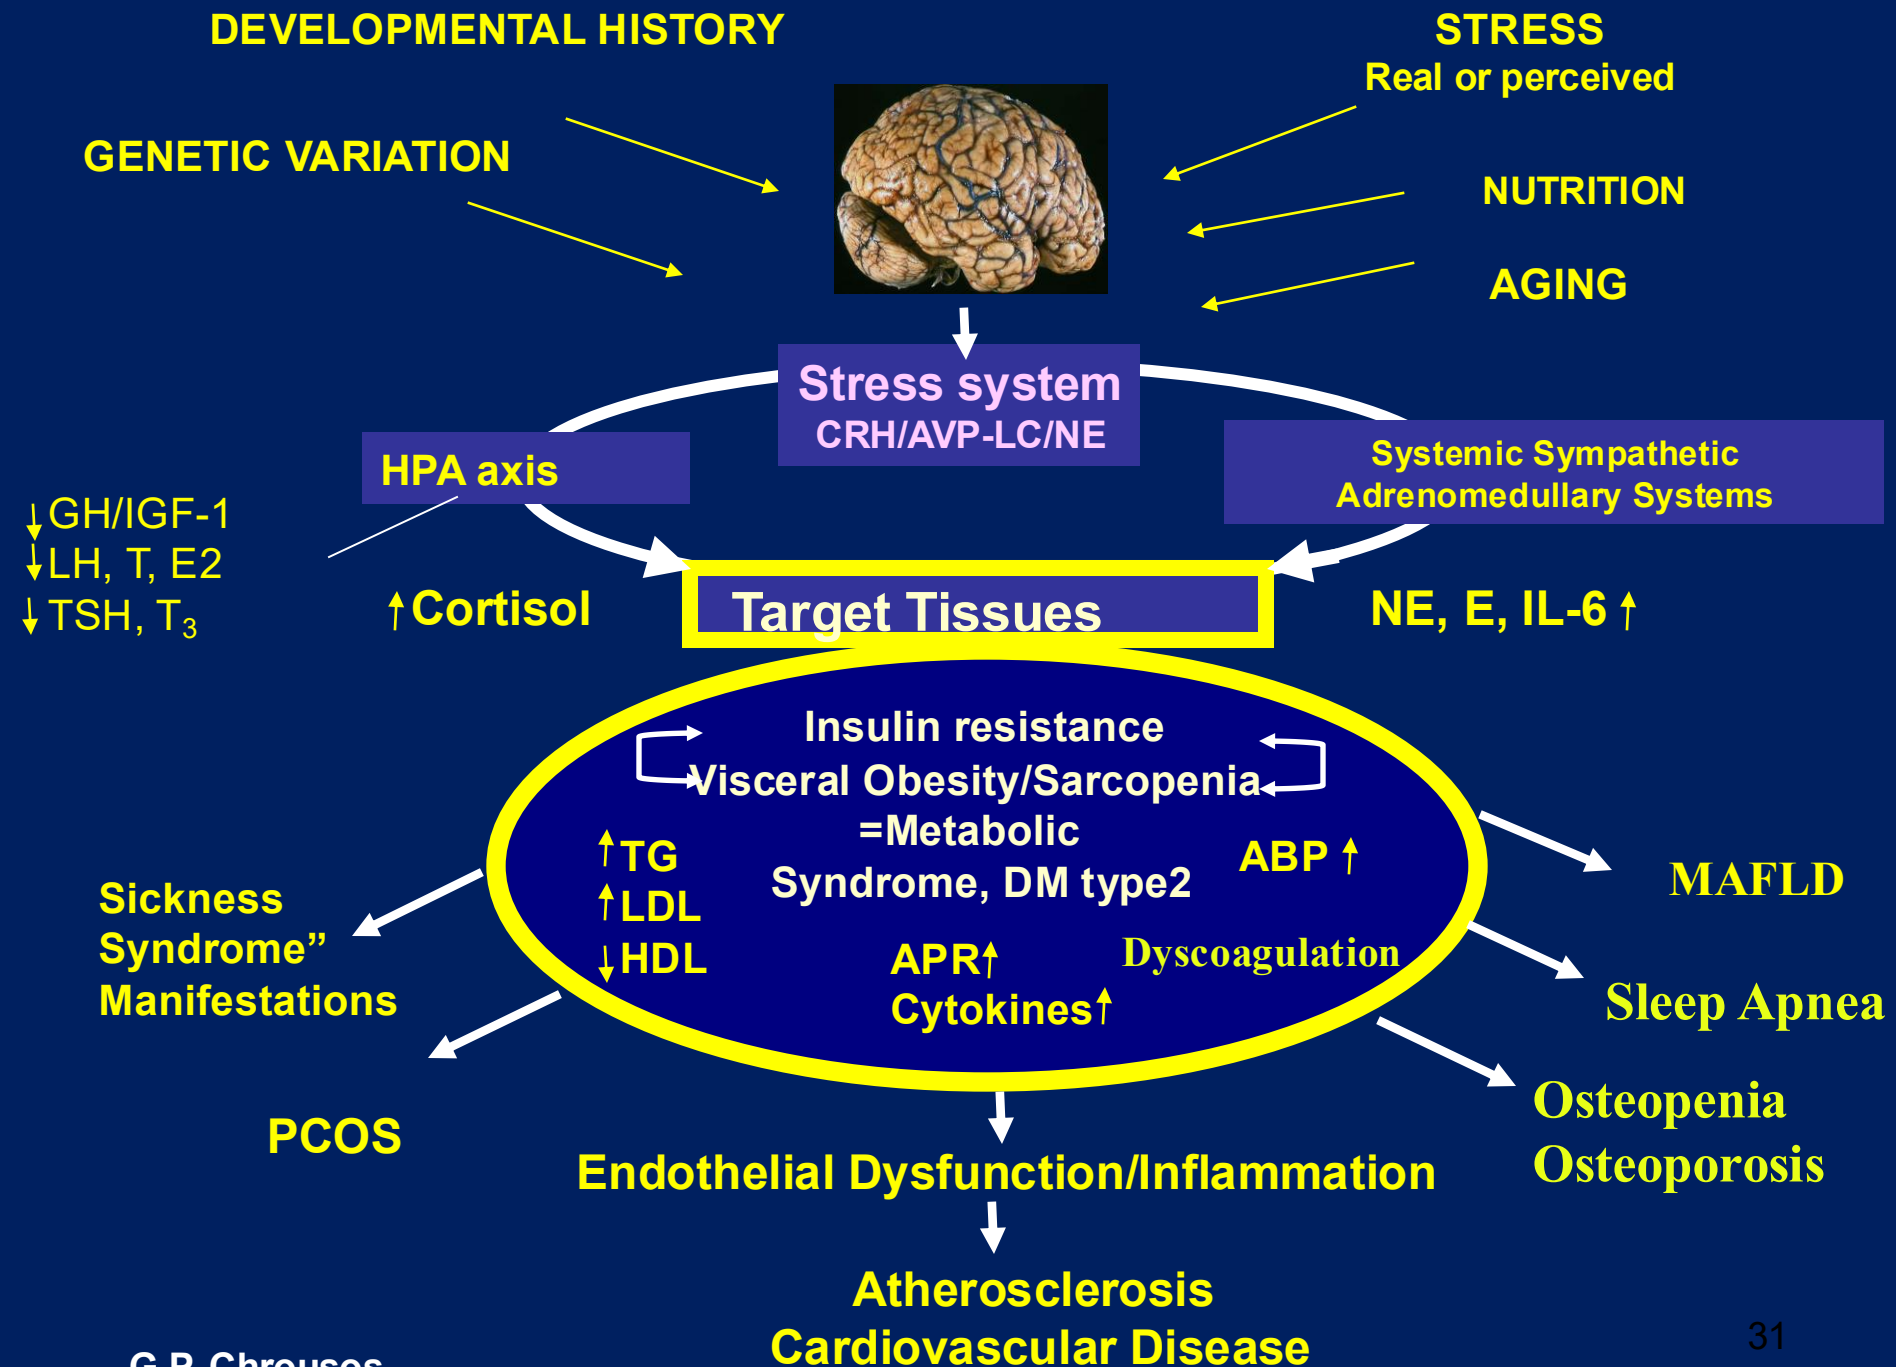 DEVELOPMENTAL HISTORY
STRESS
Real or perceived
GENETIC VARIATION
NUTRITION
AGING
Stress system
CRH/AVP-LC/NE
HPA axis
Systemic Sympathetic
Adrenomedullary Systems
↓GH/IGF-1
↓LH, T, E2
↓TSH, T₃
↑Cortisol
Target Tissues
NE, E, IL-6↑
Insulin resistance
Visceral Obesity/Sarcopenia
=Metabolic
Syndrome, DM type2
↑TG
↑LDL
↓HDL
ABP↑
APR↑
Cytokines↑
Dyscoagulation
Sickness
Syndrome”
Manifestations
PCOS
MAFLD
Sleep Apnea
Osteopenia
Osteoporosis
Endothelial Dysfunction/Inflammation
Atherosclerosis
Cardiovascular Disease
G.P. Chrousos
31